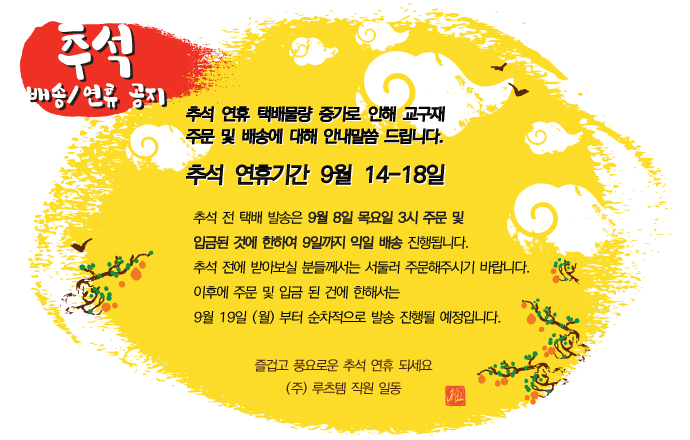 추석
배송/연휴 공지
추석 연휴 택배물량 증가로 인해 교구재
주문 및 배송에 대해 안내말씀 드립니다.
추석 연휴기간 9월 14-18일
추석 전 택배 발송은 9월 8일 목요일 3시 주문 및
입금된 것에 한하여 9일까지 익일 배송 진행됩니다.
추석 전에 받아보실 분들께서는 서둘러 주문해주시기 바랍니다.
이후에 주문 및 입금 된 건에 한해서는
9월 19일 (월) 부터 순차적으로 발송 진행될 예정입니다.
즐겁고 풍요로운 추석 연휴 되세요
(주) 루츠템 직원 일동